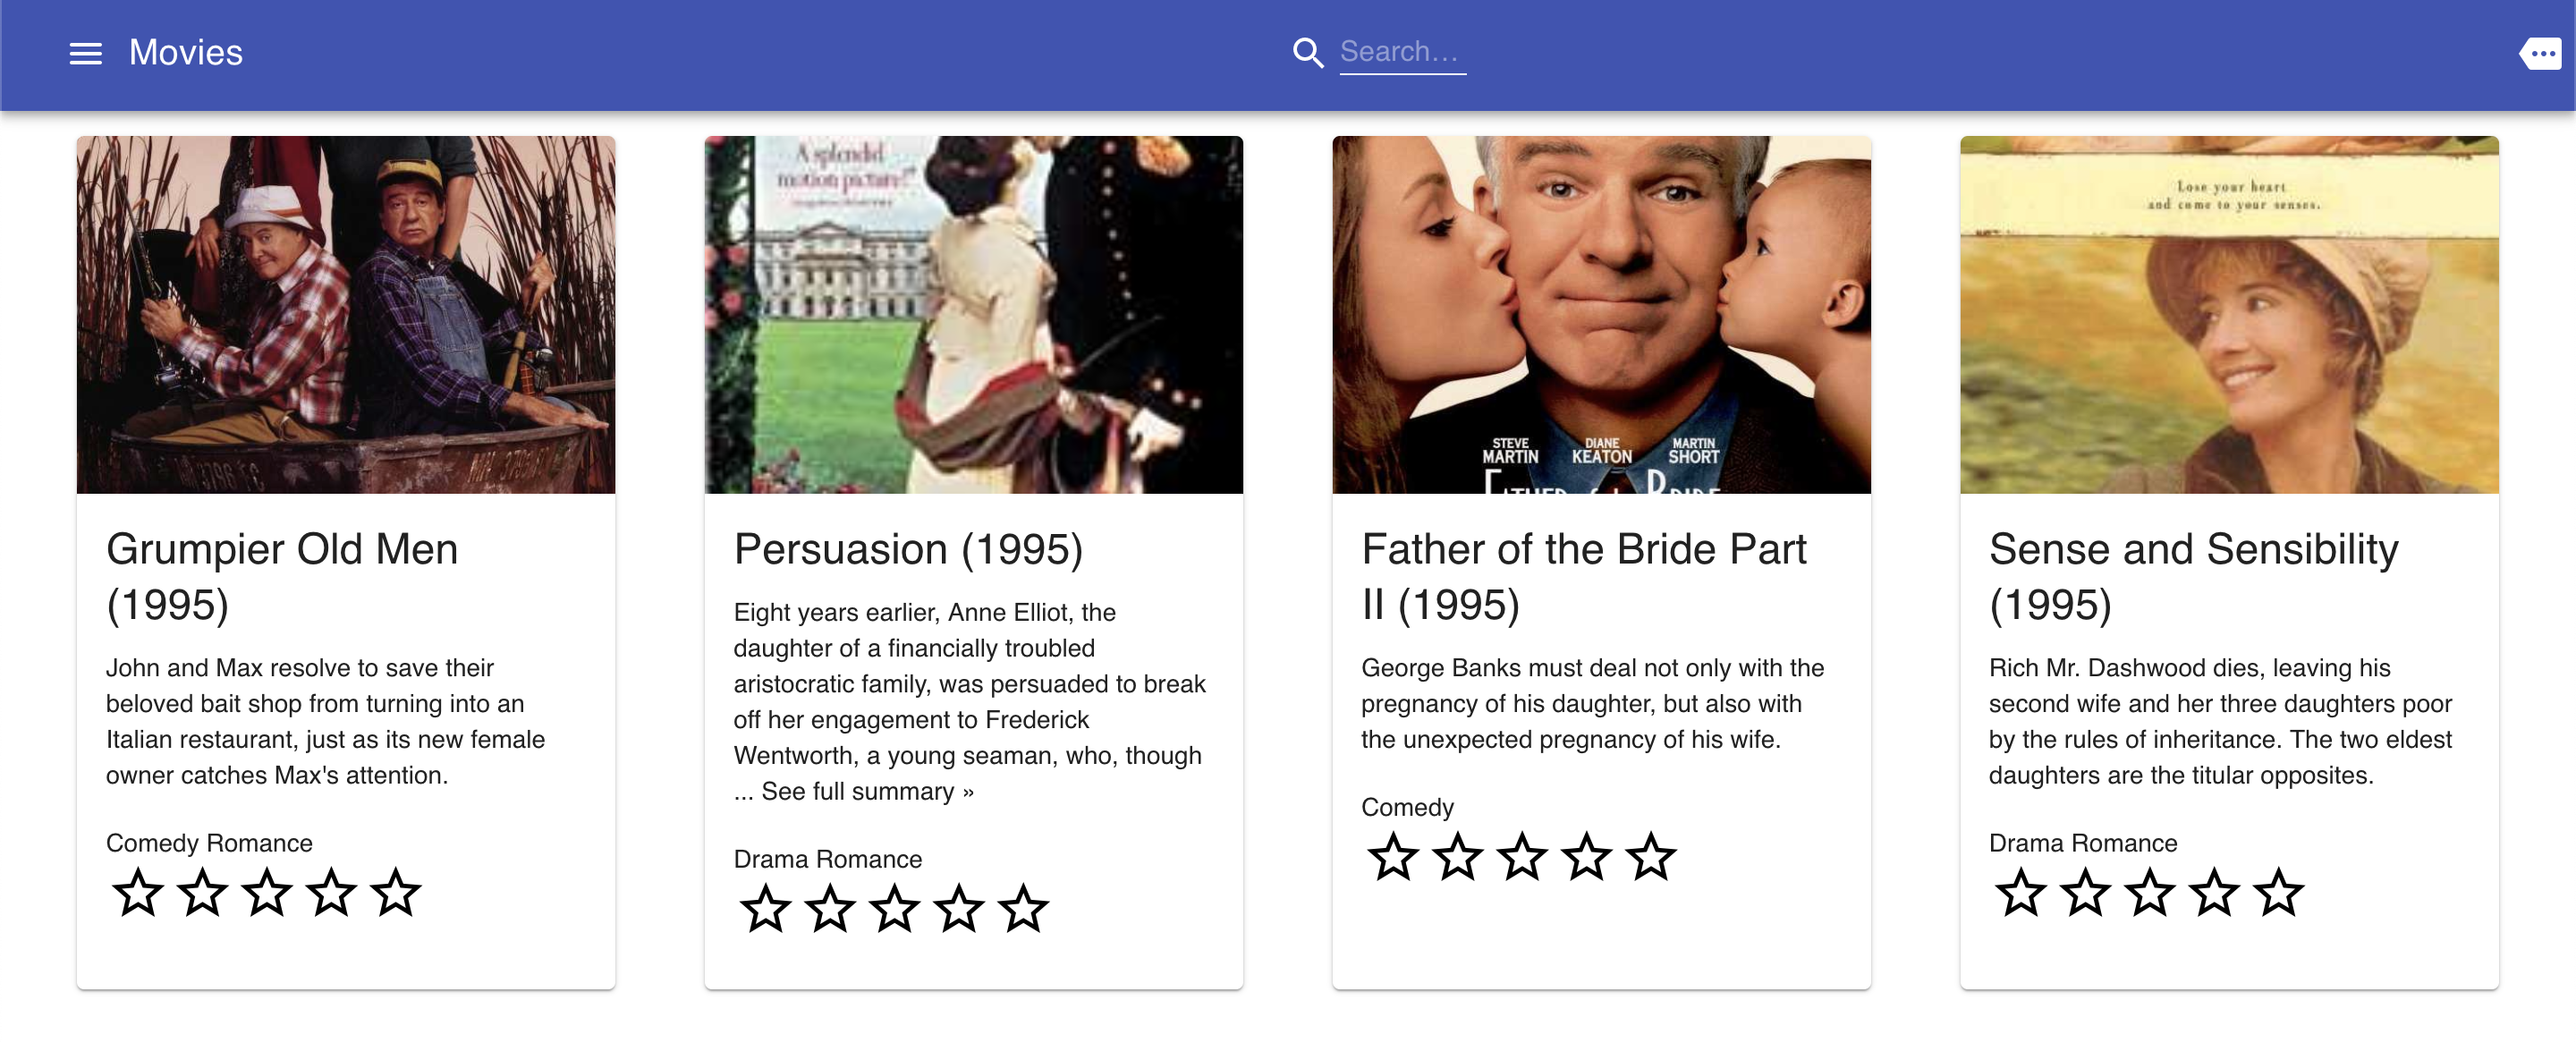 Movies
Search...
A splendid
motion picture!"
STEVE MARTIN
DIANE KEATON
MARTIN SHORT
Lose your heart
and come to your senses.
Grumpier Old Men
(1995)
John and Max resolve to save their
beloved bait shop from turning into an
Italian restaurant, just as its new female
owner catches Max's attention.
Comedy Romance
Persuasion (1995)
Eight years earlier, Anne Elliot, the
daughter of a financially troubled
aristocratic family, was persuaded to break
off her engagement to Frederick
Wentworth, a young seaman, who, though
... See full summary »
Drama Romance
Father of the Bride Part
II (1995)
George Banks must deal not only with the
pregnancy of his daughter, but also with
the unexpected pregnancy of his wife.
Comedy
Sense and Sensibility
(1995)
Rich Mr. Dashwood dies, leaving his
second wife and her three daughters poor
by the rules of inheritance. The two eldest
daughters are the titular opposites.
Drama Romance